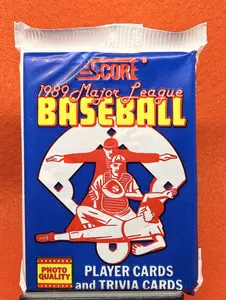 SCORE
1989 Major League
BASEBALL
PHOTO
QUALITY
PLAYER CARDS
and TRIVIA CARDS